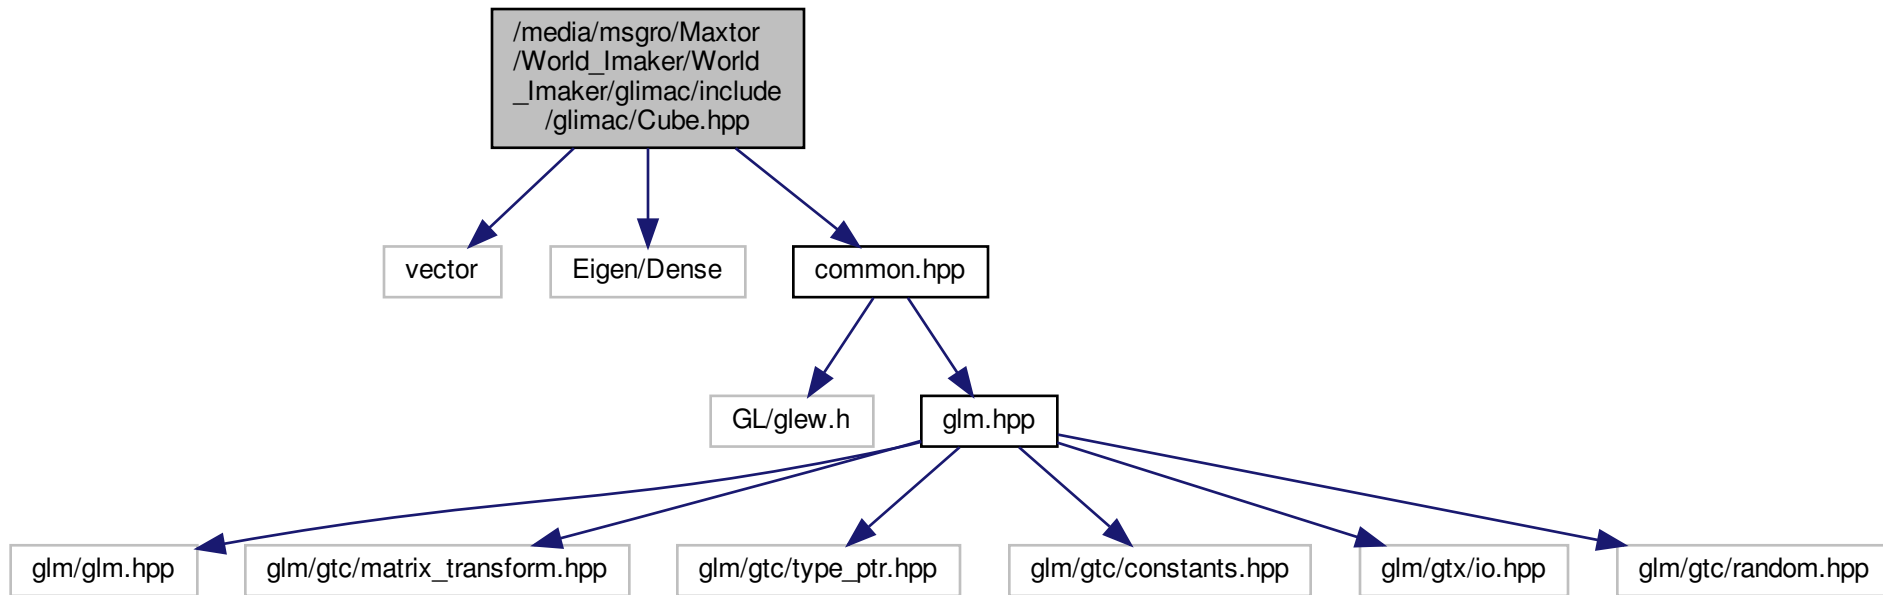 /media/msgro/Maxtor
/World_Imaker/World
_Imaker/glimac/include
/glimac/Cube.hpp
vector
Eigen/Dense
common.hpp
GL/glew.h
glm.hpp
glm/glm.hpp
glm/gtc/matrix_transform.hpp
glm/gtc/type_ptr.hpp
glm/gtc/constants.hpp
glm/gtx/io.hpp
glm/gtc/random.hpp